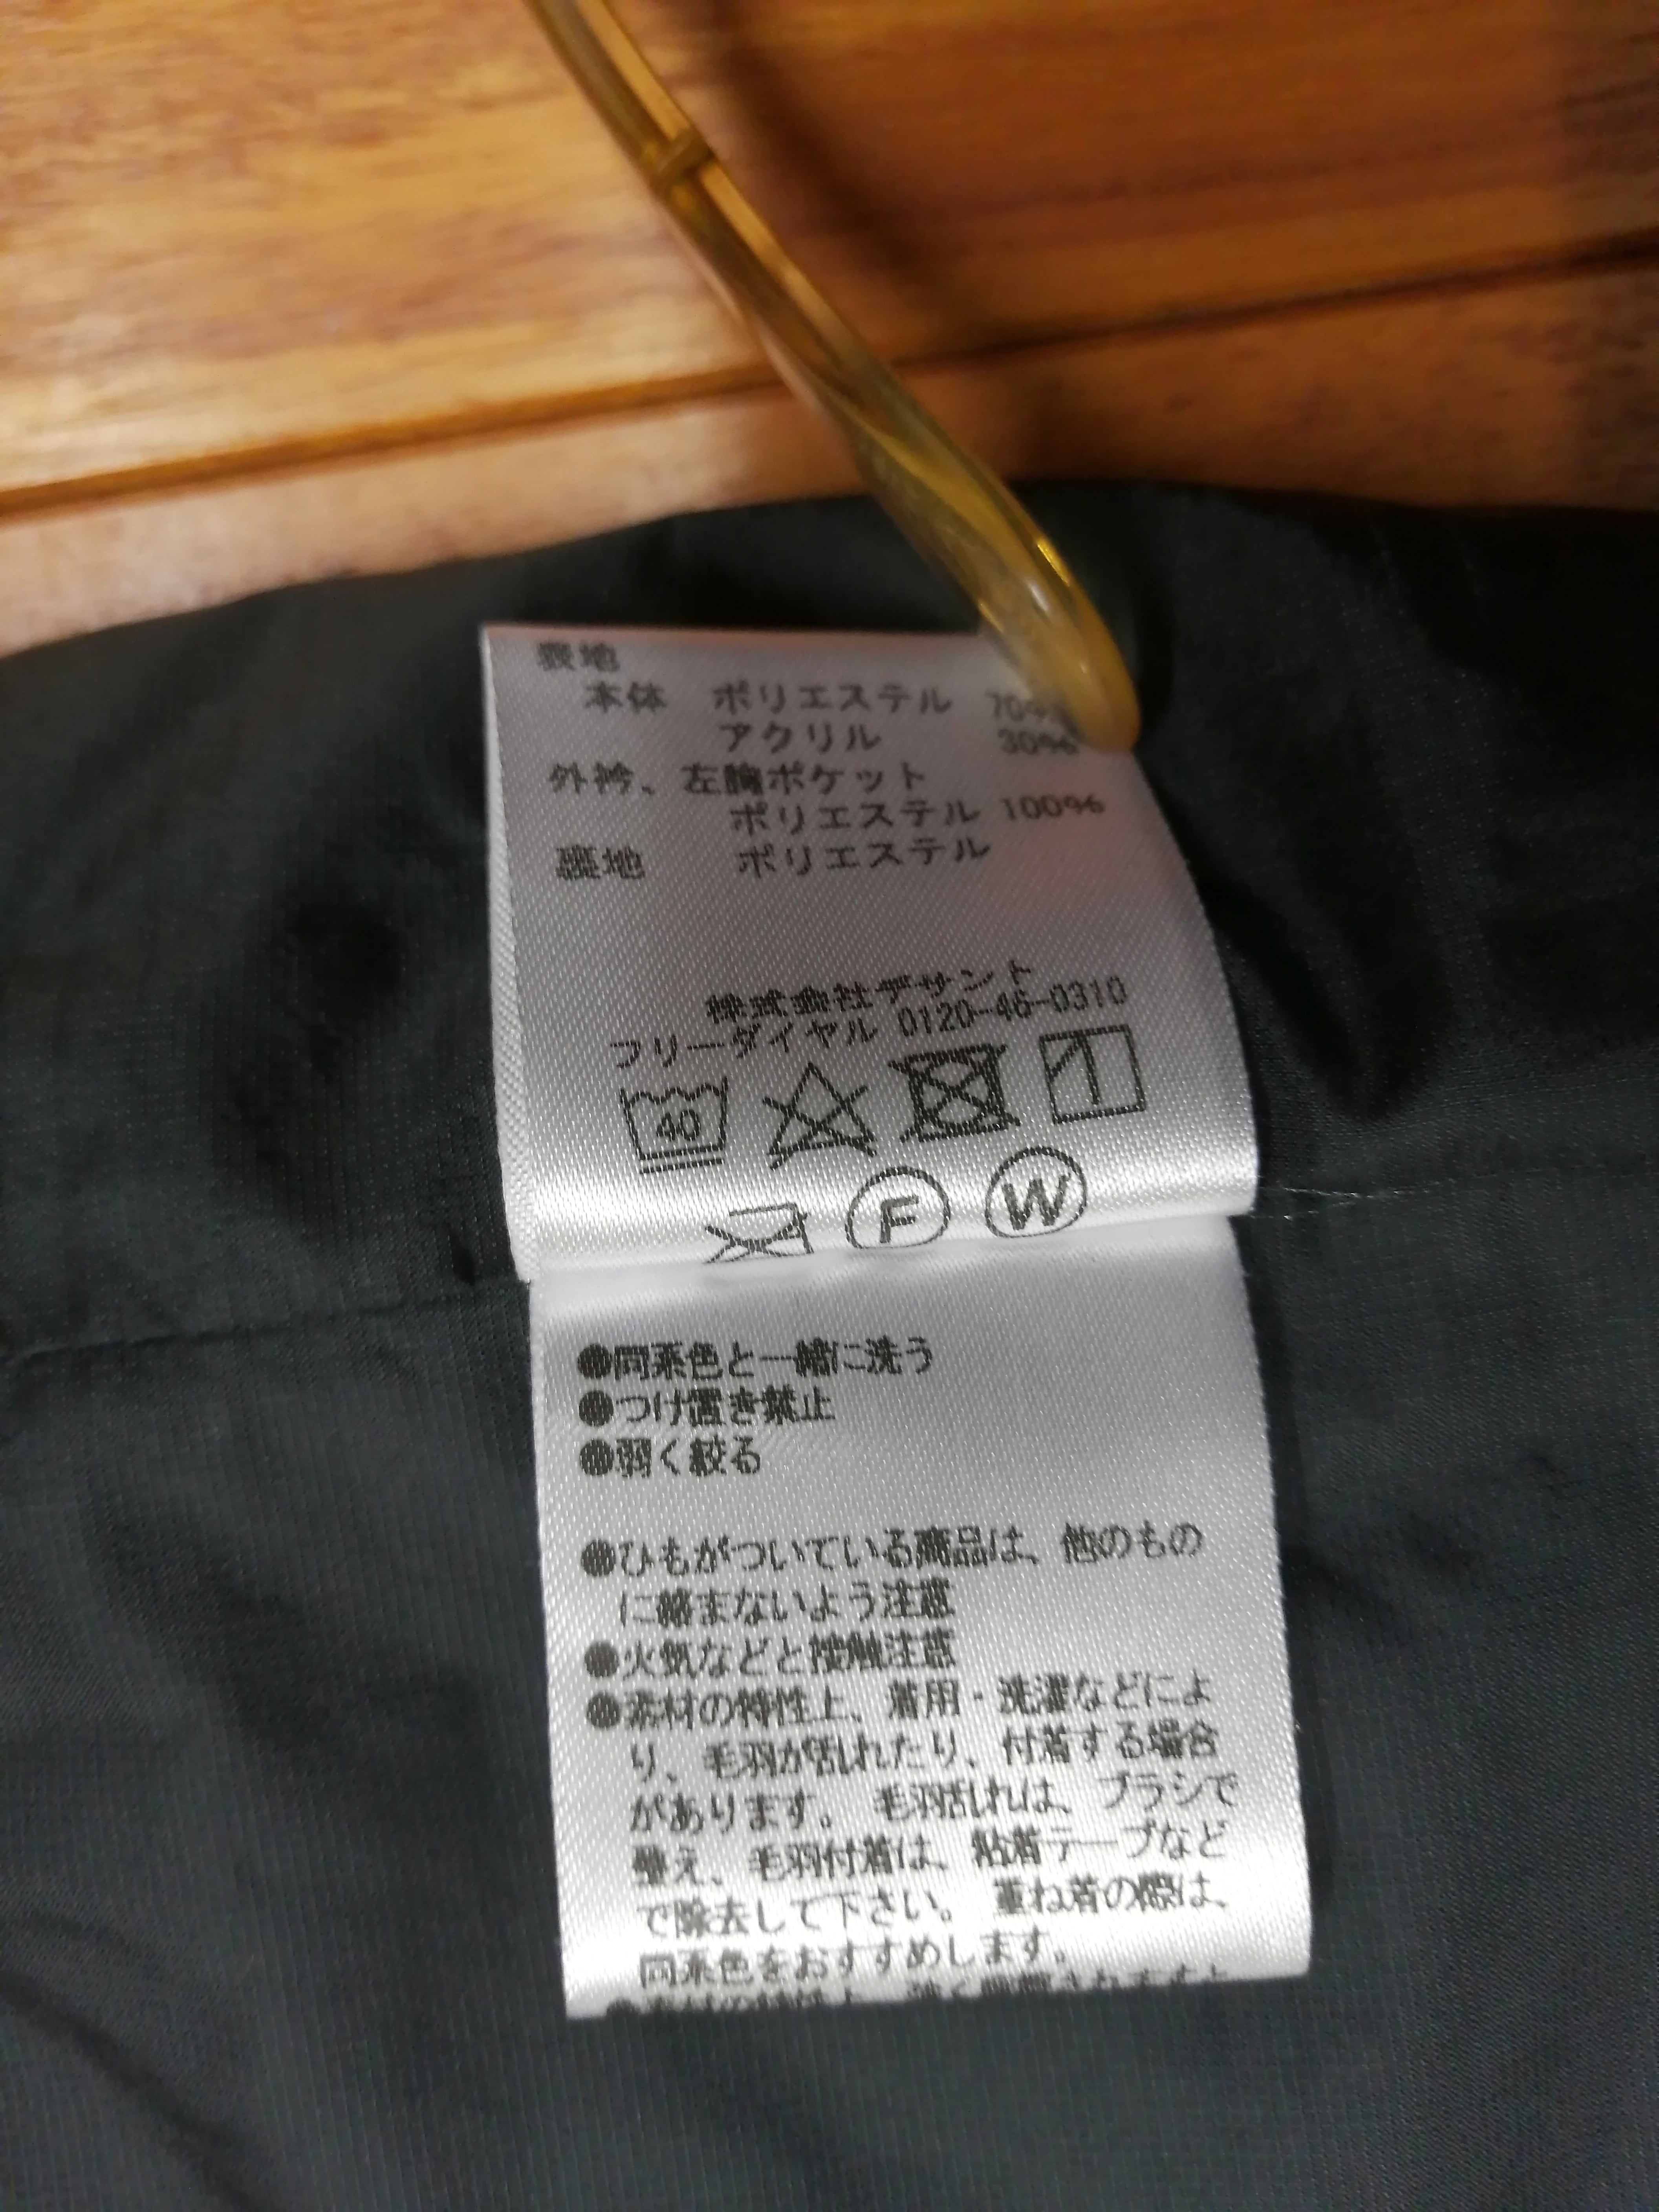 表地
本体 ポリエステル 70%
アクリル 30%
外衿、左胸ポケット
ポリエステル 100%
裏地 ポリエステル
株式会社デサント
フリーダイヤル 0120-46-0310
40
F W
●同系色と一緒に洗う
●つけ置き禁止
●弱く絞る
●ひもがついている商品は、他のもの
に絡まないよう注意
●火気などと接触注意
●素材の特性上、着用・洗濯などによ
り、毛羽が乱れたり、付着する場合
があります。 毛羽乱れは、ブラシで
整え、毛羽付着は、粘着テープなど
で除去して下さい。 重ね着の際は、
同系色をおすすめします。
●素材の特性上、強く